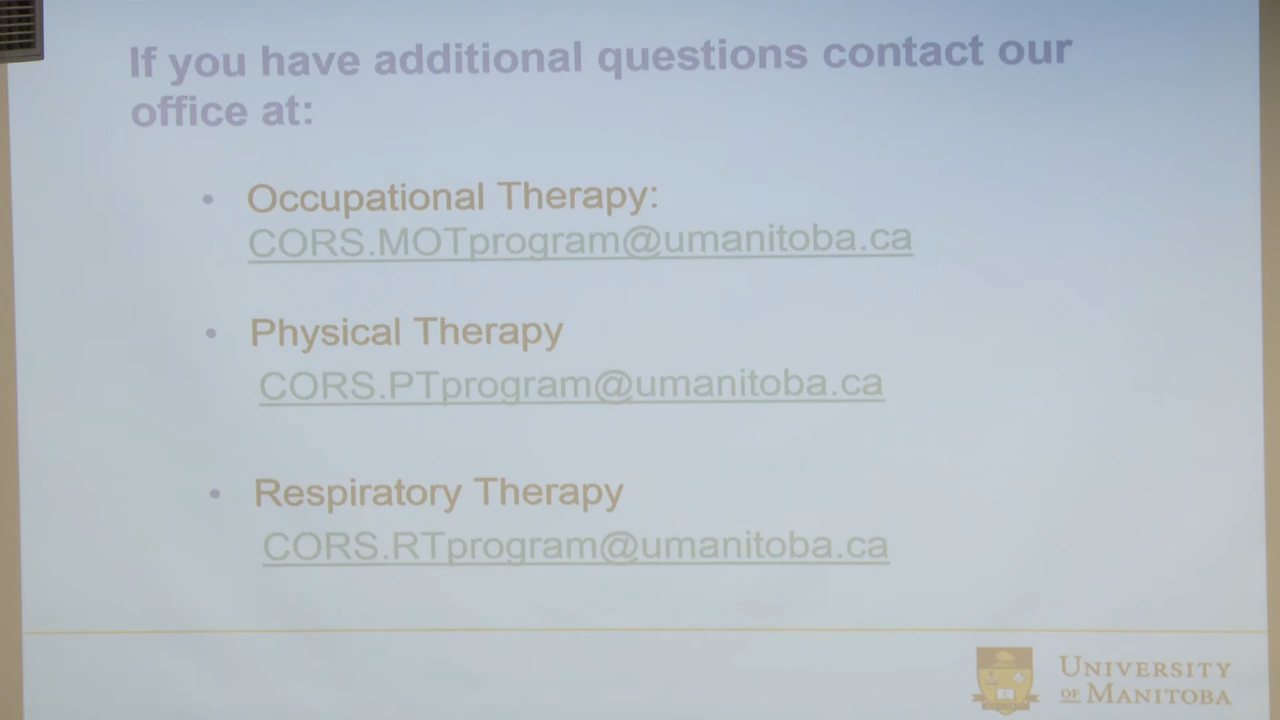 If you have additional questions contact our
office at:
• Occupational Therapy:
CORS.MOTprogram@umanitoba.ca
• Physical Therapy
CORS.PTprogram@umanitoba.ca
• Respiratory Therapy
CORS.RTprogram@umanitoba.ca
UNIVERSITY
OF MANITOBA